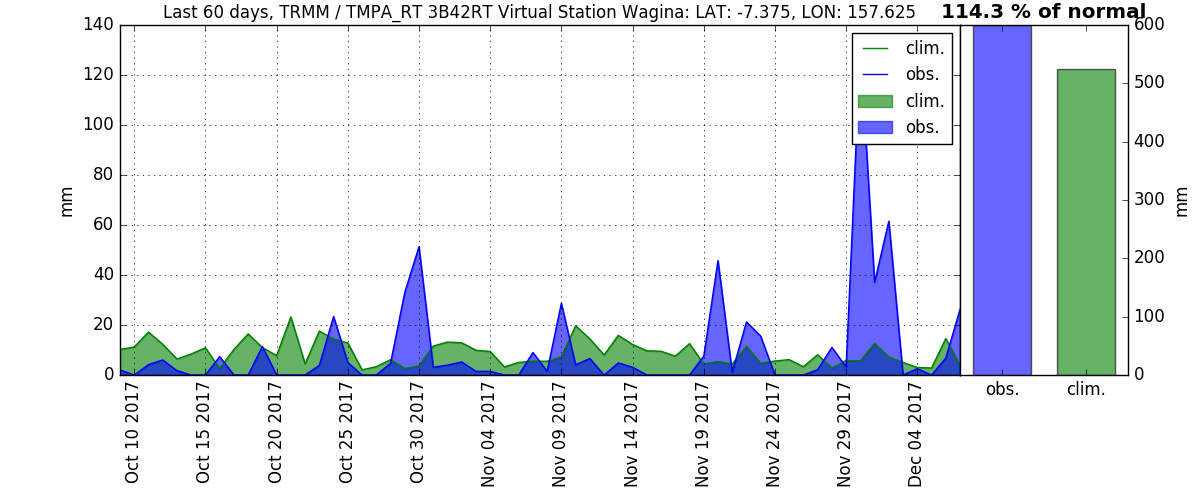 Last 60 days, TRMM / TMPA_RT 3B42RT Virtual Station Wagina: LAT: -7.375, LON: 157.625
114.3 % of normal
mm
140
120
100
80
60
40
20
0
clim.
obs.
clim.
obs.
Oct 10 2017
Oct 15 2017
Oct 20 2017
Oct 25 2017
Oct 30 2017
Nov 04 2017
Nov 09 2017
Nov 14 2017
Nov 19 2017
Nov 24 2017
Nov 29 2017
Dec 04 2017
obs.
clim.
600
500
400
300
200
100
0
mm